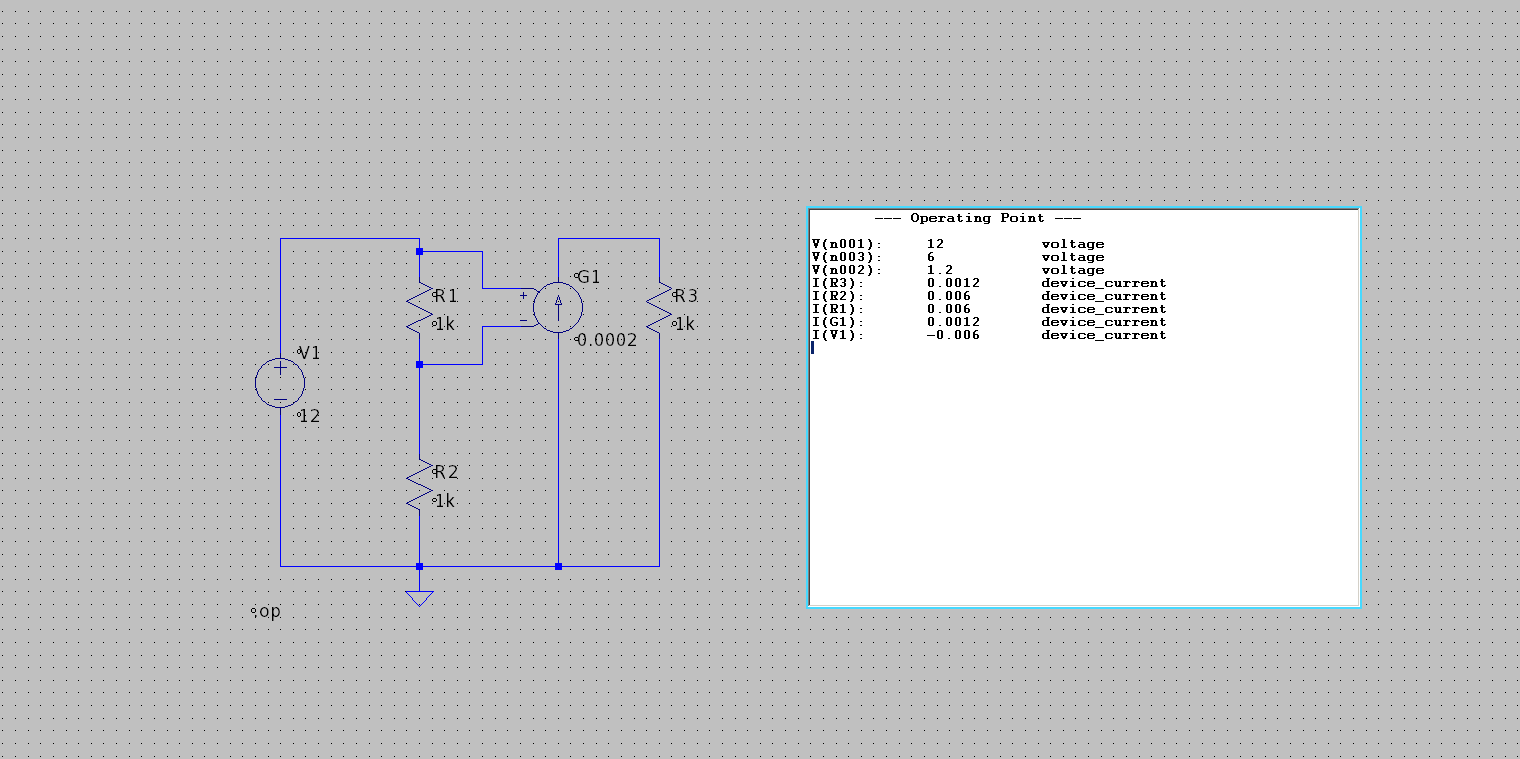 G1
R1
+
R3
1k
1k
−
0.0002
V1
+
−
12
R2
1k
.op
--- Operating Point ---
V(n001): 12 voltage
V(n003): 6 voltage
V(n002): 1.2 voltage
I(R3): 0.0012 device_current
I(R2): 0.006 device_current
I(R1): 0.006 device_current
I(G1): 0.0012 device_current
I(V1): -0.006 device_current